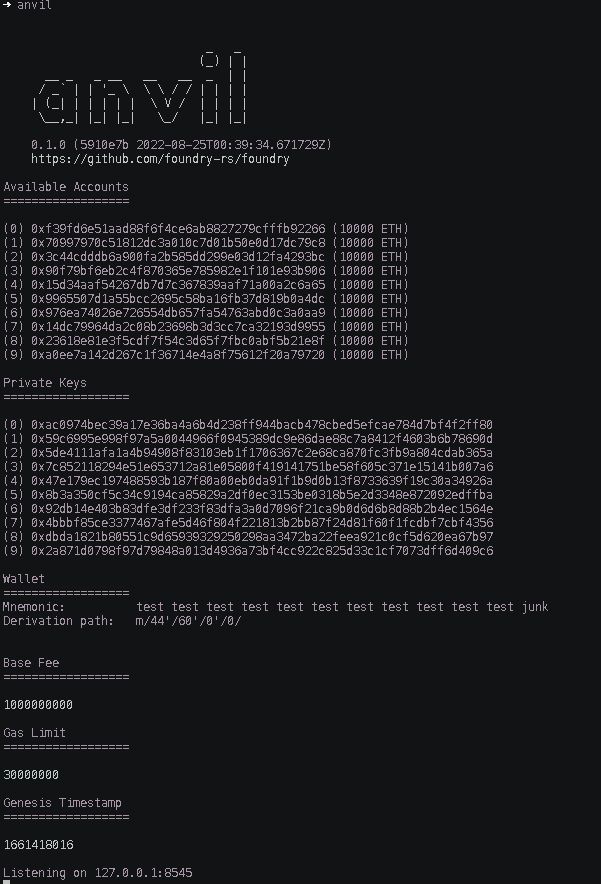 ➜ anvil
anvil
0.1.0 (5910e7b 2022-08-25T00:39:34.671729Z)
https://github.com/foundry-rs/foundry
Available Accounts
==================
(0) 0xf39fd6e51aad88f6f4ce6ab8827279cfffb92266 (10000 ETH)
(1) 0x70997970c51812dc3a010c7d01b50e0d17dc79c8 (10000 ETH)
(2) 0x3c44cdddb6a900fa2b585dd299e03d12fa4293bc (10000 ETH)
(3) 0x90f79bf6eb2c4f870365e785982e1f101e93b906 (10000 ETH)
(4) 0x15d34aaf54267db7d7c367839aaf71a00a2c6a65 (10000 ETH)
(5) 0x9965507d1a55bcc2695c58ba16fb37d819b0a4dc (10000 ETH)
(6) 0x976ea74026e726554db657fa54763abd0c3a0aa9 (10000 ETH)
(7) 0x14dc79964da2c08b23698b3d3cc7ca32193d9955 (10000 ETH)
(8) 0x23618e81e3f5cdf7f54c3d65f7fbc0abf5b21e8f (10000 ETH)
(9) 0xa0ee7a142d267c1f36714e4a8f75612f20a79720 (10000 ETH)
Private Keys
==================
(0) 0xac0974bec39a17e36ba4a6b4d238ff944bacb478cbed5efcae784d7bf4f2ff80
(1) 0x59c6995e998f97a5a0044966f0945389dc9e86dae88c7a8412f4603b6b78690d
(2) 0x5de4111afa1a4b94908f83103eb1f1706367c2e68ca870fc3fb9a804cdab365a
(3) 0x7c852118294e51e653712a81e05800f419141751be58f605c371e15141b007a6
(4) 0x47e179ec197488593b187f80a00eb0da91f1b9d0b13f8733639f19c30a34926a
(5) 0x8b3a350cf5c34c9194ca85829a2df0ec3153be0318b5e2d3348e872092edffba
(6) 0x92db14e403b83dfe3df233f83dfa3a0d7096f21ca9b0d6d6b8d88b2b4ec1564e
(7) 0x4bbbf85ce3377467afe5d46f804f221813b2bb87f24d81f60f1fcdbf7cbf4356
(8) 0xdbda1821b80551c9d65939329250298aa3472ba22feea921c0cf5d620ea67b97
(9) 0x2a871d0798f97d79848a013d4936a73bf4cc922c825d33c1cf7073dff6d409c6
Wallet
==================
Mnemonic:          test test test test test test test test test test test junk
Derivation path:   m/44'/60'/0'/0/
Base Fee
==================
1000000000
Gas Limit
==================
30000000
Genesis Timestamp
==================
1661418016
Listening on 127.0.0.1:8545